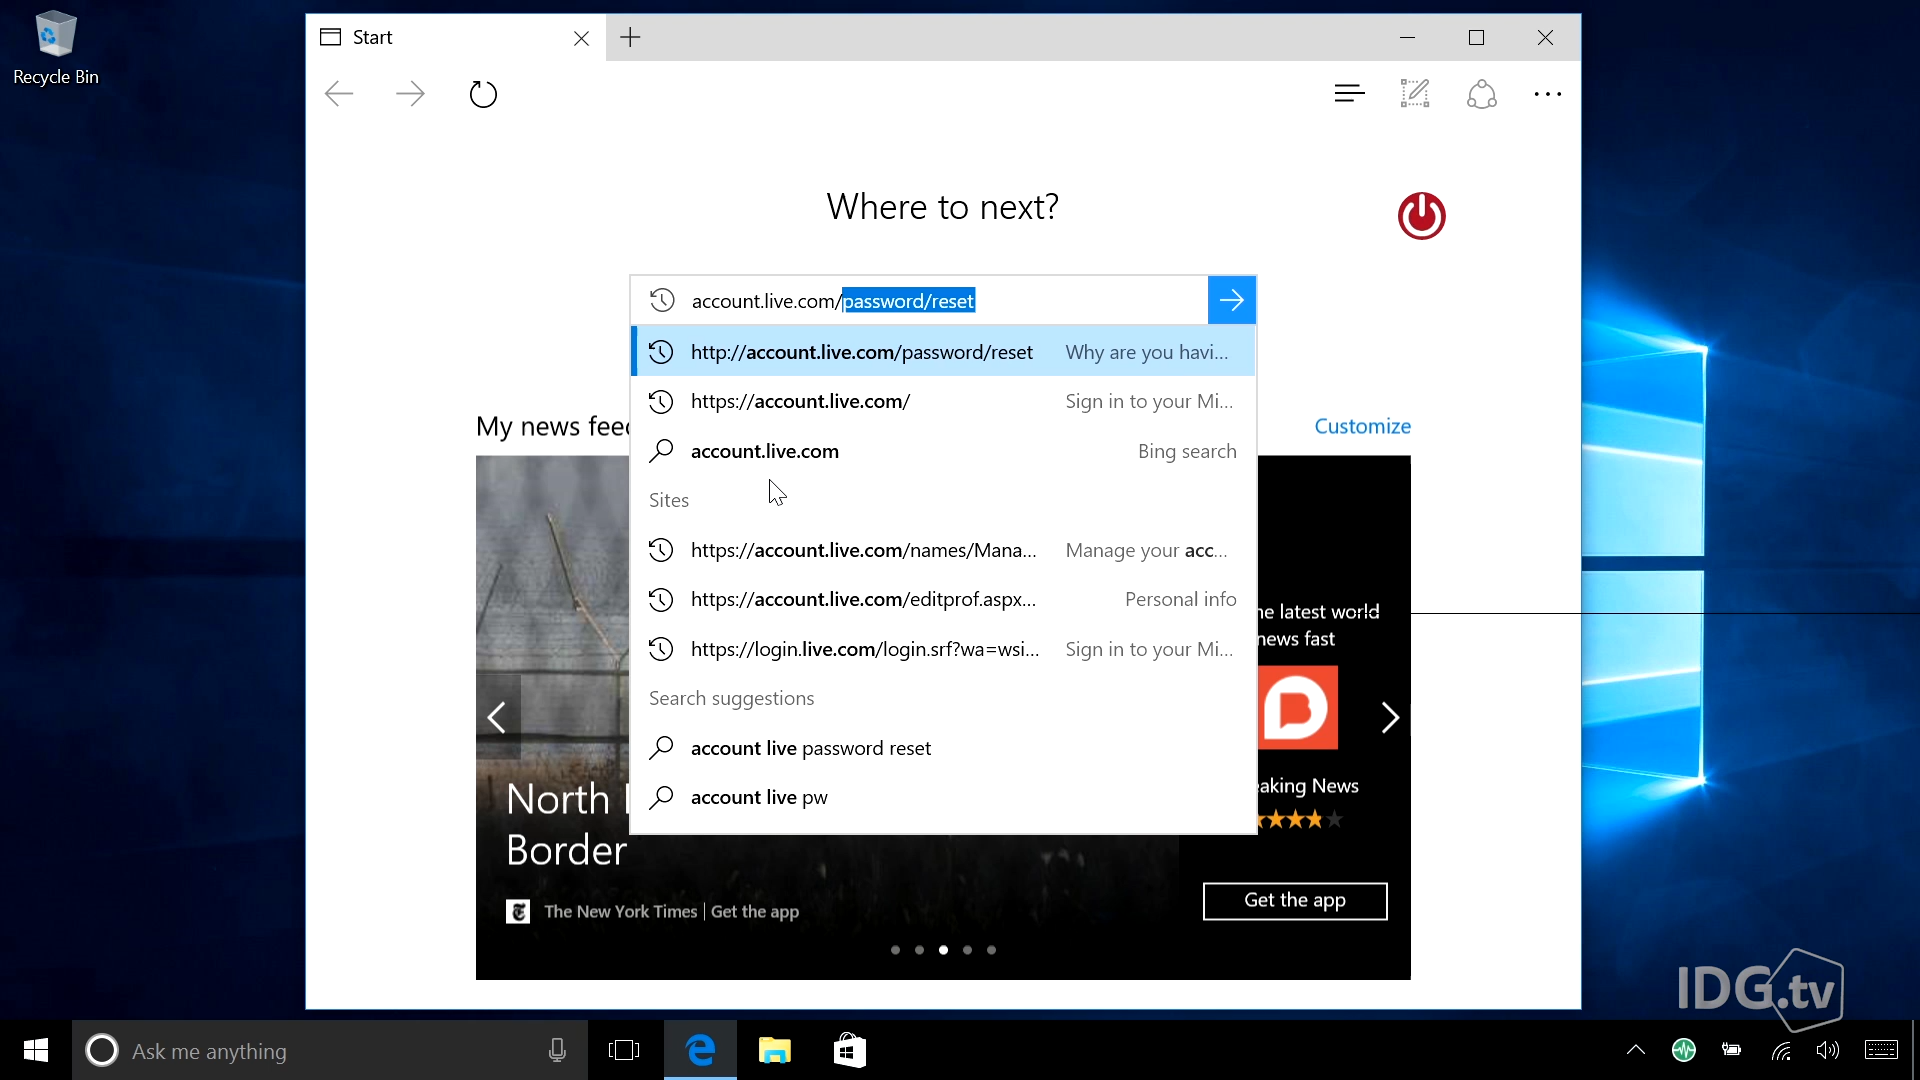 Start
Recycle Bin
Where to next?
account.live.com/password/reset
http://account.live.com/password/reset Why are you havi...
https://account.live.com/ Sign in to your Mi...
My news feed Customize
account.live.com Bing search
Sites
https://account.live.com/names/Mana... Manage your acc...
https://account.live.com/editprof.aspx... Personal info
he latest world
news fast
https://login.live.com/login.srf?wa=wsi... Sign in to your Mi...
Search suggestions
account live password reset
eaking News
account live pw
North
Border
Get the app
The New York Times | Get the app
IDG.tv
Ask me anything